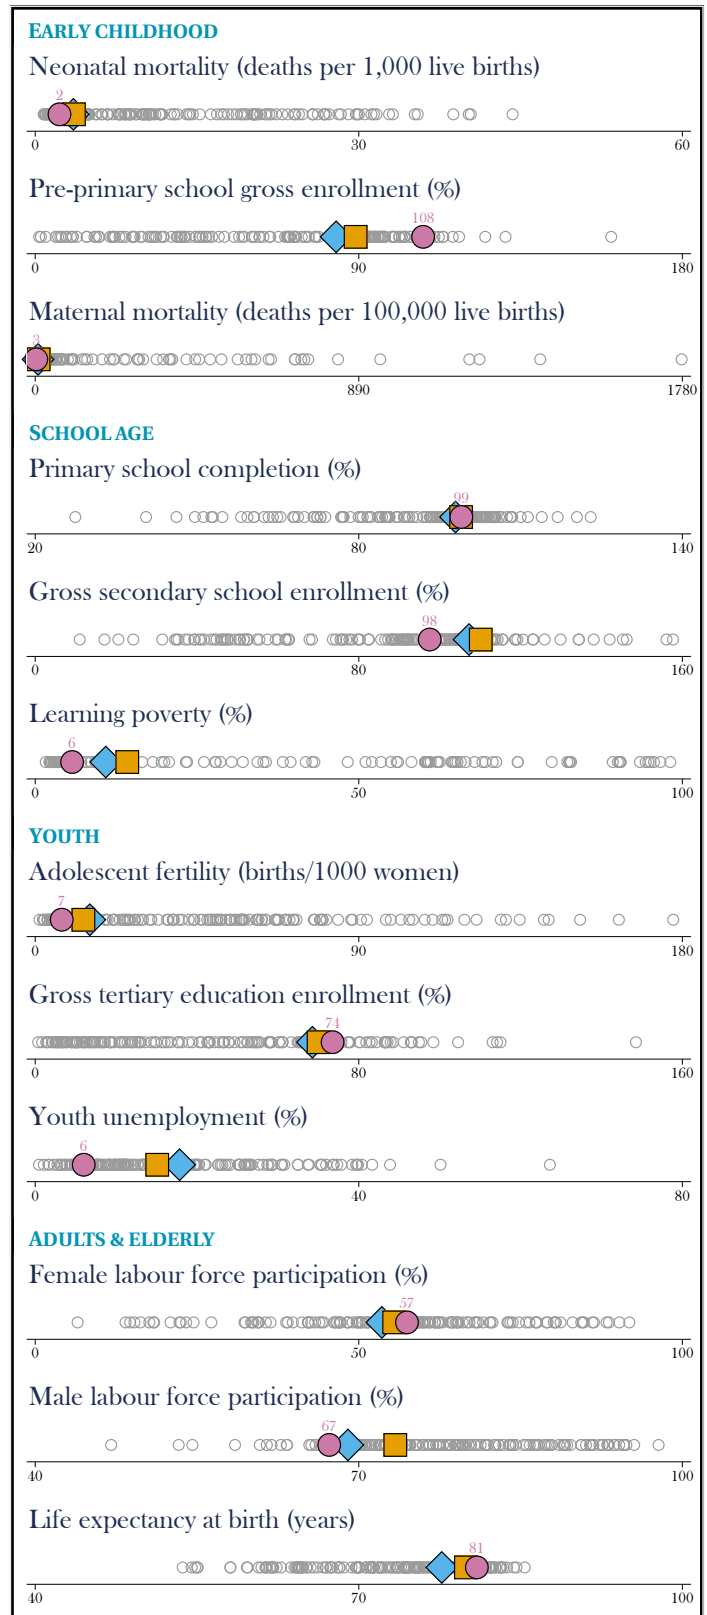 EARLY CHILDHOOD
Neonatal mortality (deaths per 1,000 live births)
2
0 30 60
Pre-primary school gross enrollment (%)
108
0 90 180
Maternal mortality (deaths per 100,000 live births)
3
0 890 1780
SCHOOL AGE
Primary school completion (%)
99
20 80 140
Gross secondary school enrollment (%)
98
0 80 160
Learning poverty (%)
6
0 50 100
YOUTH
Adolescent fertility (births/1000 women)
7
0 90 180
Gross tertiary education enrollment (%)
74
0 80 160
Youth unemployment (%)
6
0 40 80
ADULTS & ELDERLY
Female labour force participation (%)
57
0 50 100
Male labour force participation (%)
67
40 70 100
Life expectancy at birth (years)
81
40 70 100